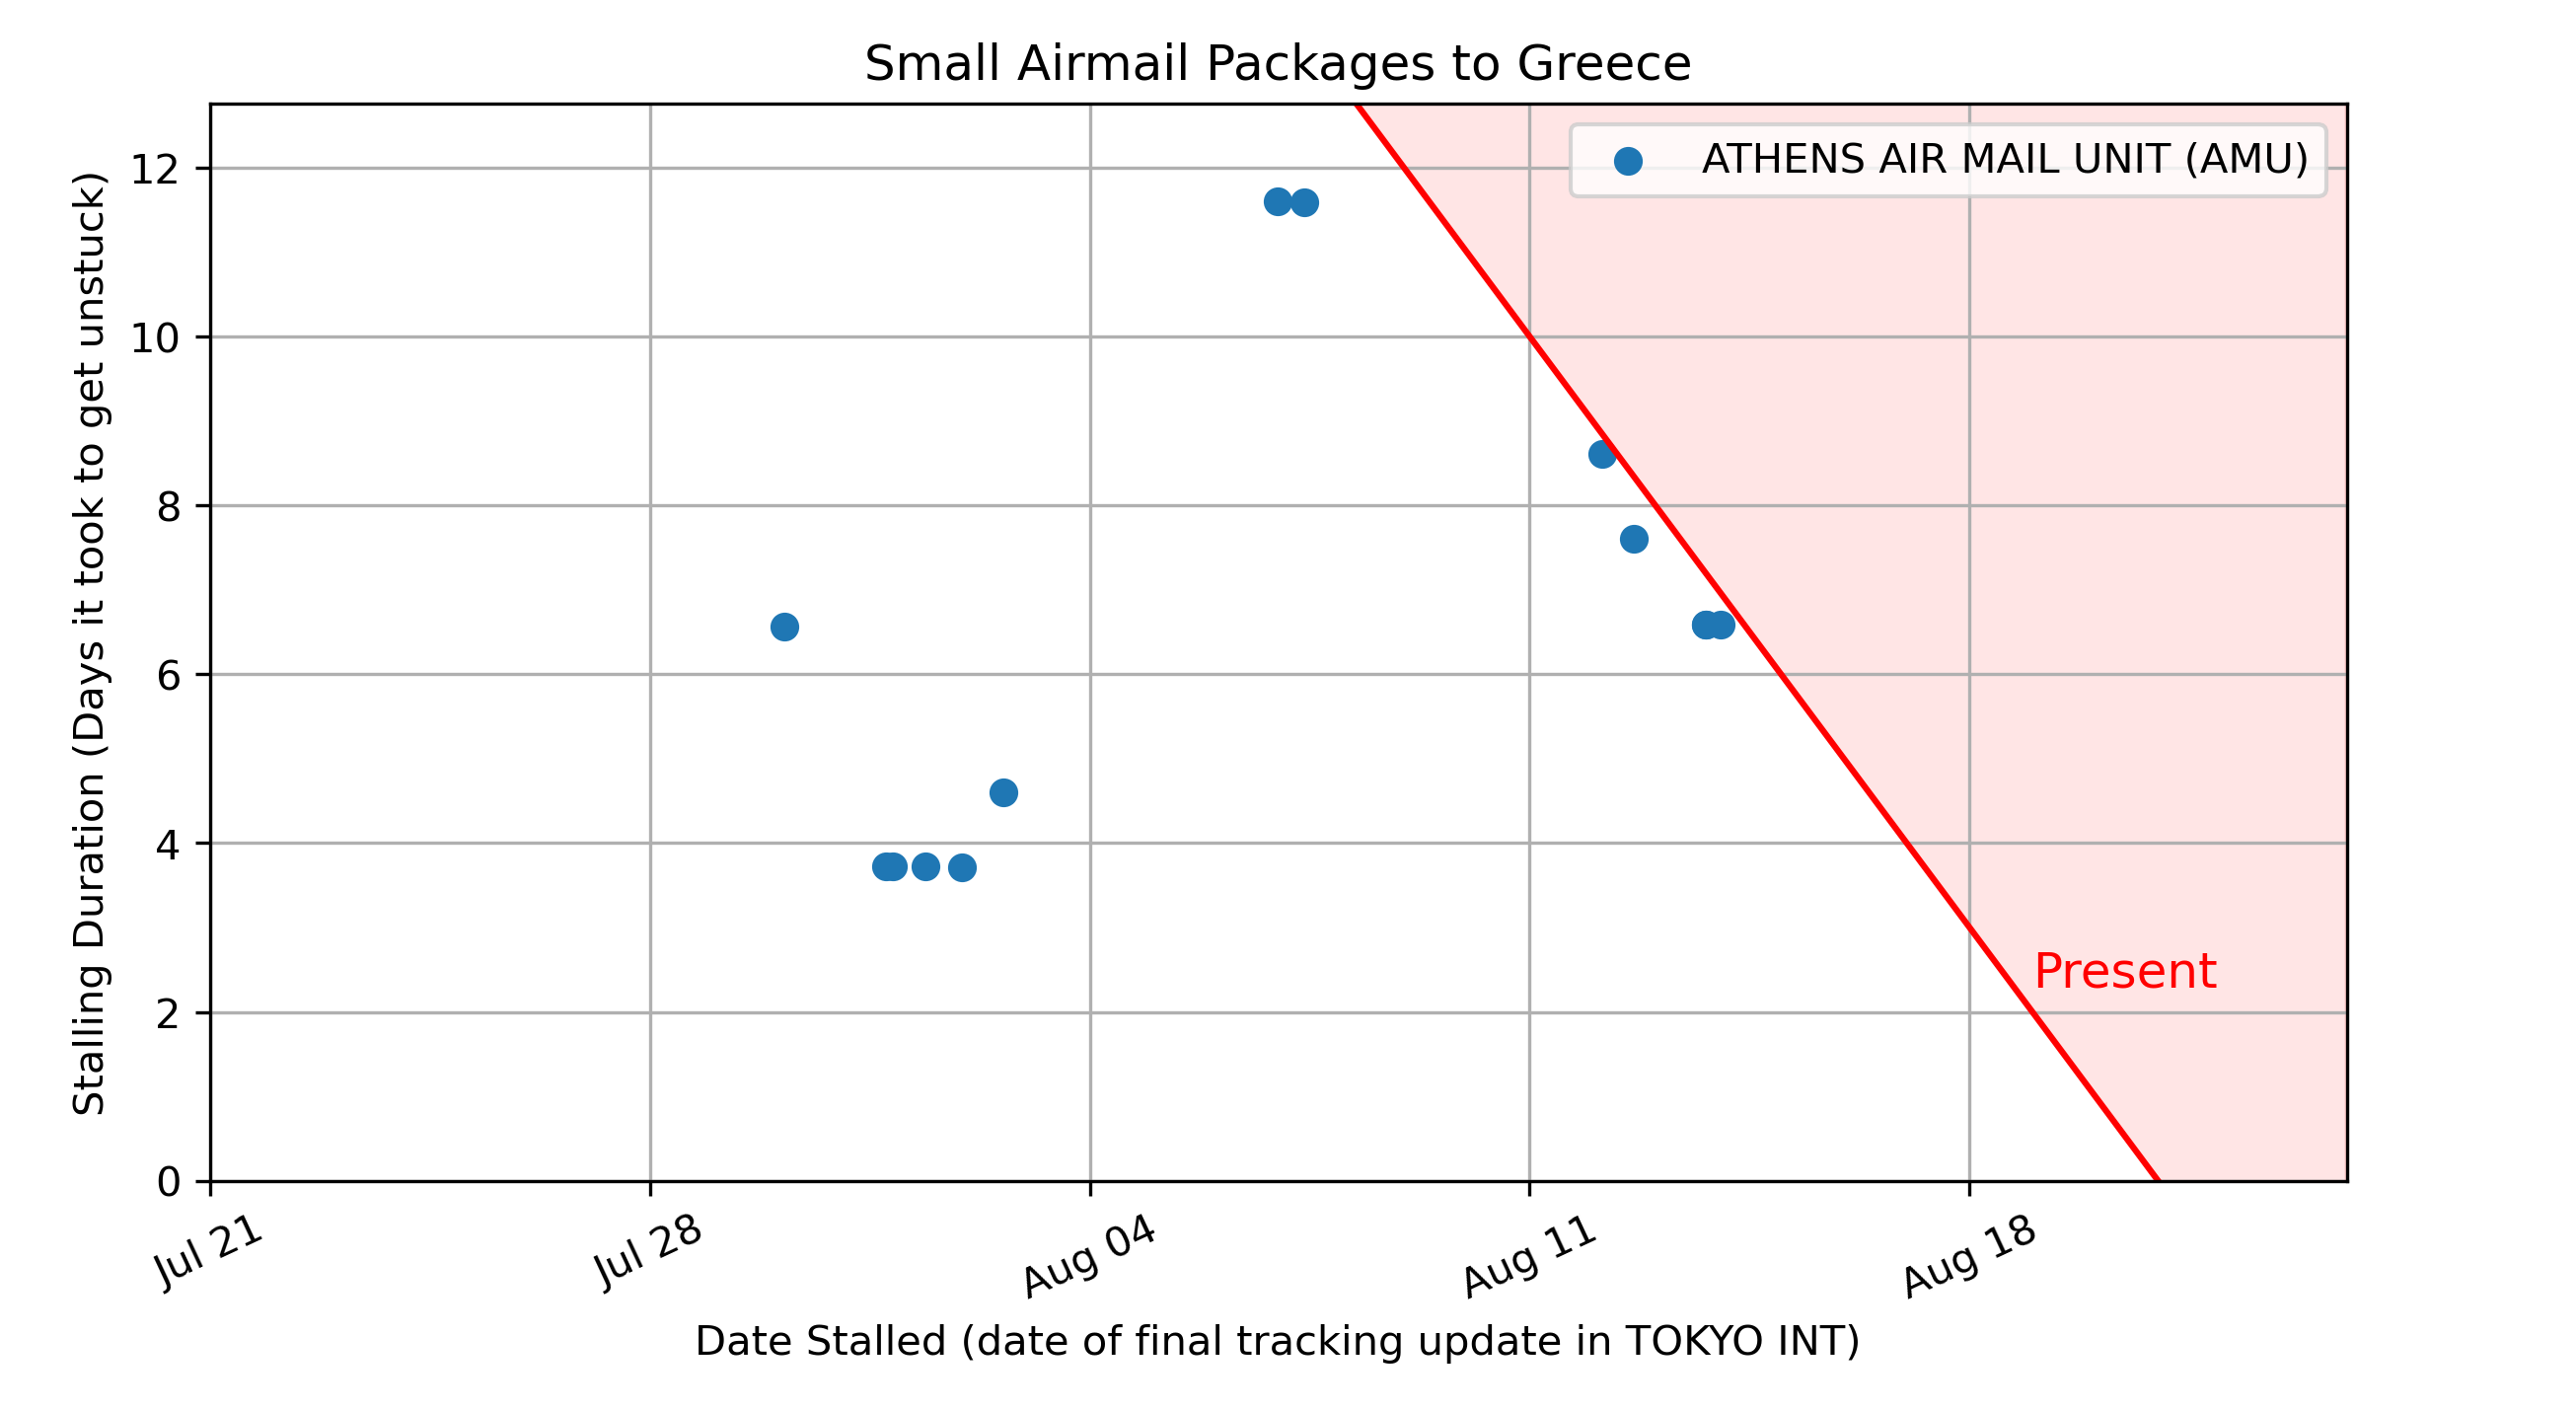 Small Airmail Packages to Greece
ATHENS AIR MAIL UNIT (AMU)
Stalling Duration (Days it took to get unstuck)
12
10
8
6
4
2
0
Present
Jul 21
Jul 28
Aug 04
Aug 11
Aug 18
Date Stalled (date of final tracking update in TOKYO INT)